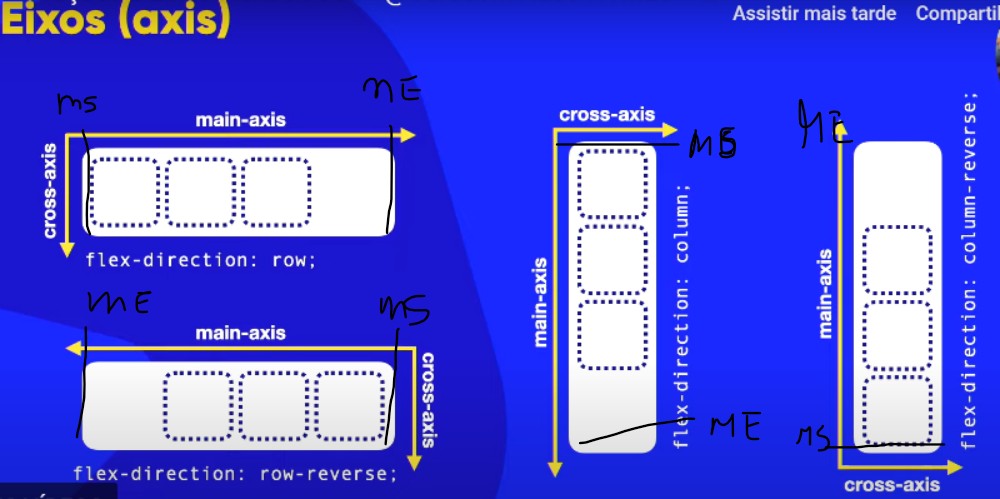 Eixos (axis)
Assistir mais tarde
ms
ME
main-axis
cross-axis
flex-direction: row;
ME
MS
main-axis
cross-axis
flex-direction: row-reverse;
cross-axis
MS
main-axis
flex-direction: column;
ME
ME
main-axis
flex-direction: column-reverse;
MS
cross-axis